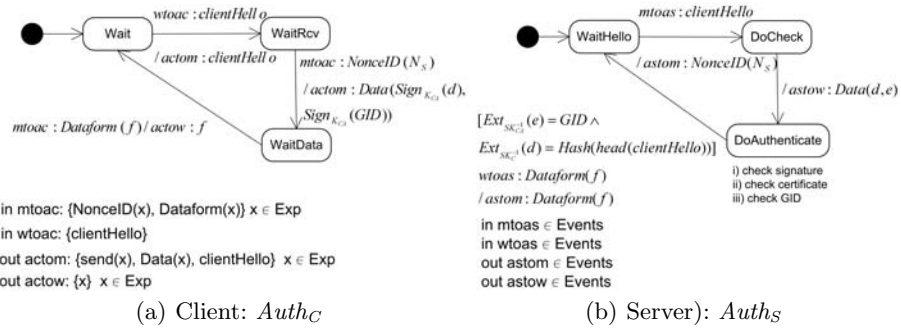 wtoac : clientHell o
Wait
WaitRcv
/ actom : clientHell o
mtoac : NonceID (N_S)
/ actom : Data(Sign_{K_{Ca}}(d),
Sign_{K_{Ca}}(GID))
mtoac : Dataform (f) / actow : f
WaitData
in mtoac: {NonceID(x), Dataform(x)} x ∈ Exp
in wtoac: {clientHello}
out actom: {send(x), Data(x), clientHello} x ∈ Exp
out actow: {x} x ∈ Exp
(a) Client: Auth_C
mtoas : clientHello
WaitHello
DoCheck
/ astom : NonceID(N_S)
/ astow : Data(d,e)
[Ext_{SK_{Ca}^{-1}}(e) = GID ∧
Ext_{SK_C^{-1}}(d) = Hash(head(clientHello))]
wtoas : Dataform(f)
/ astom : Dataform(f)
DoAuthenticate
i) check signature
ii) check certificate
iii) check GID
in mtoas ∈ Events
in wtoas ∈ Events
out astom ∈ Events
out astow ∈ Events
(b) Server): Auth_S